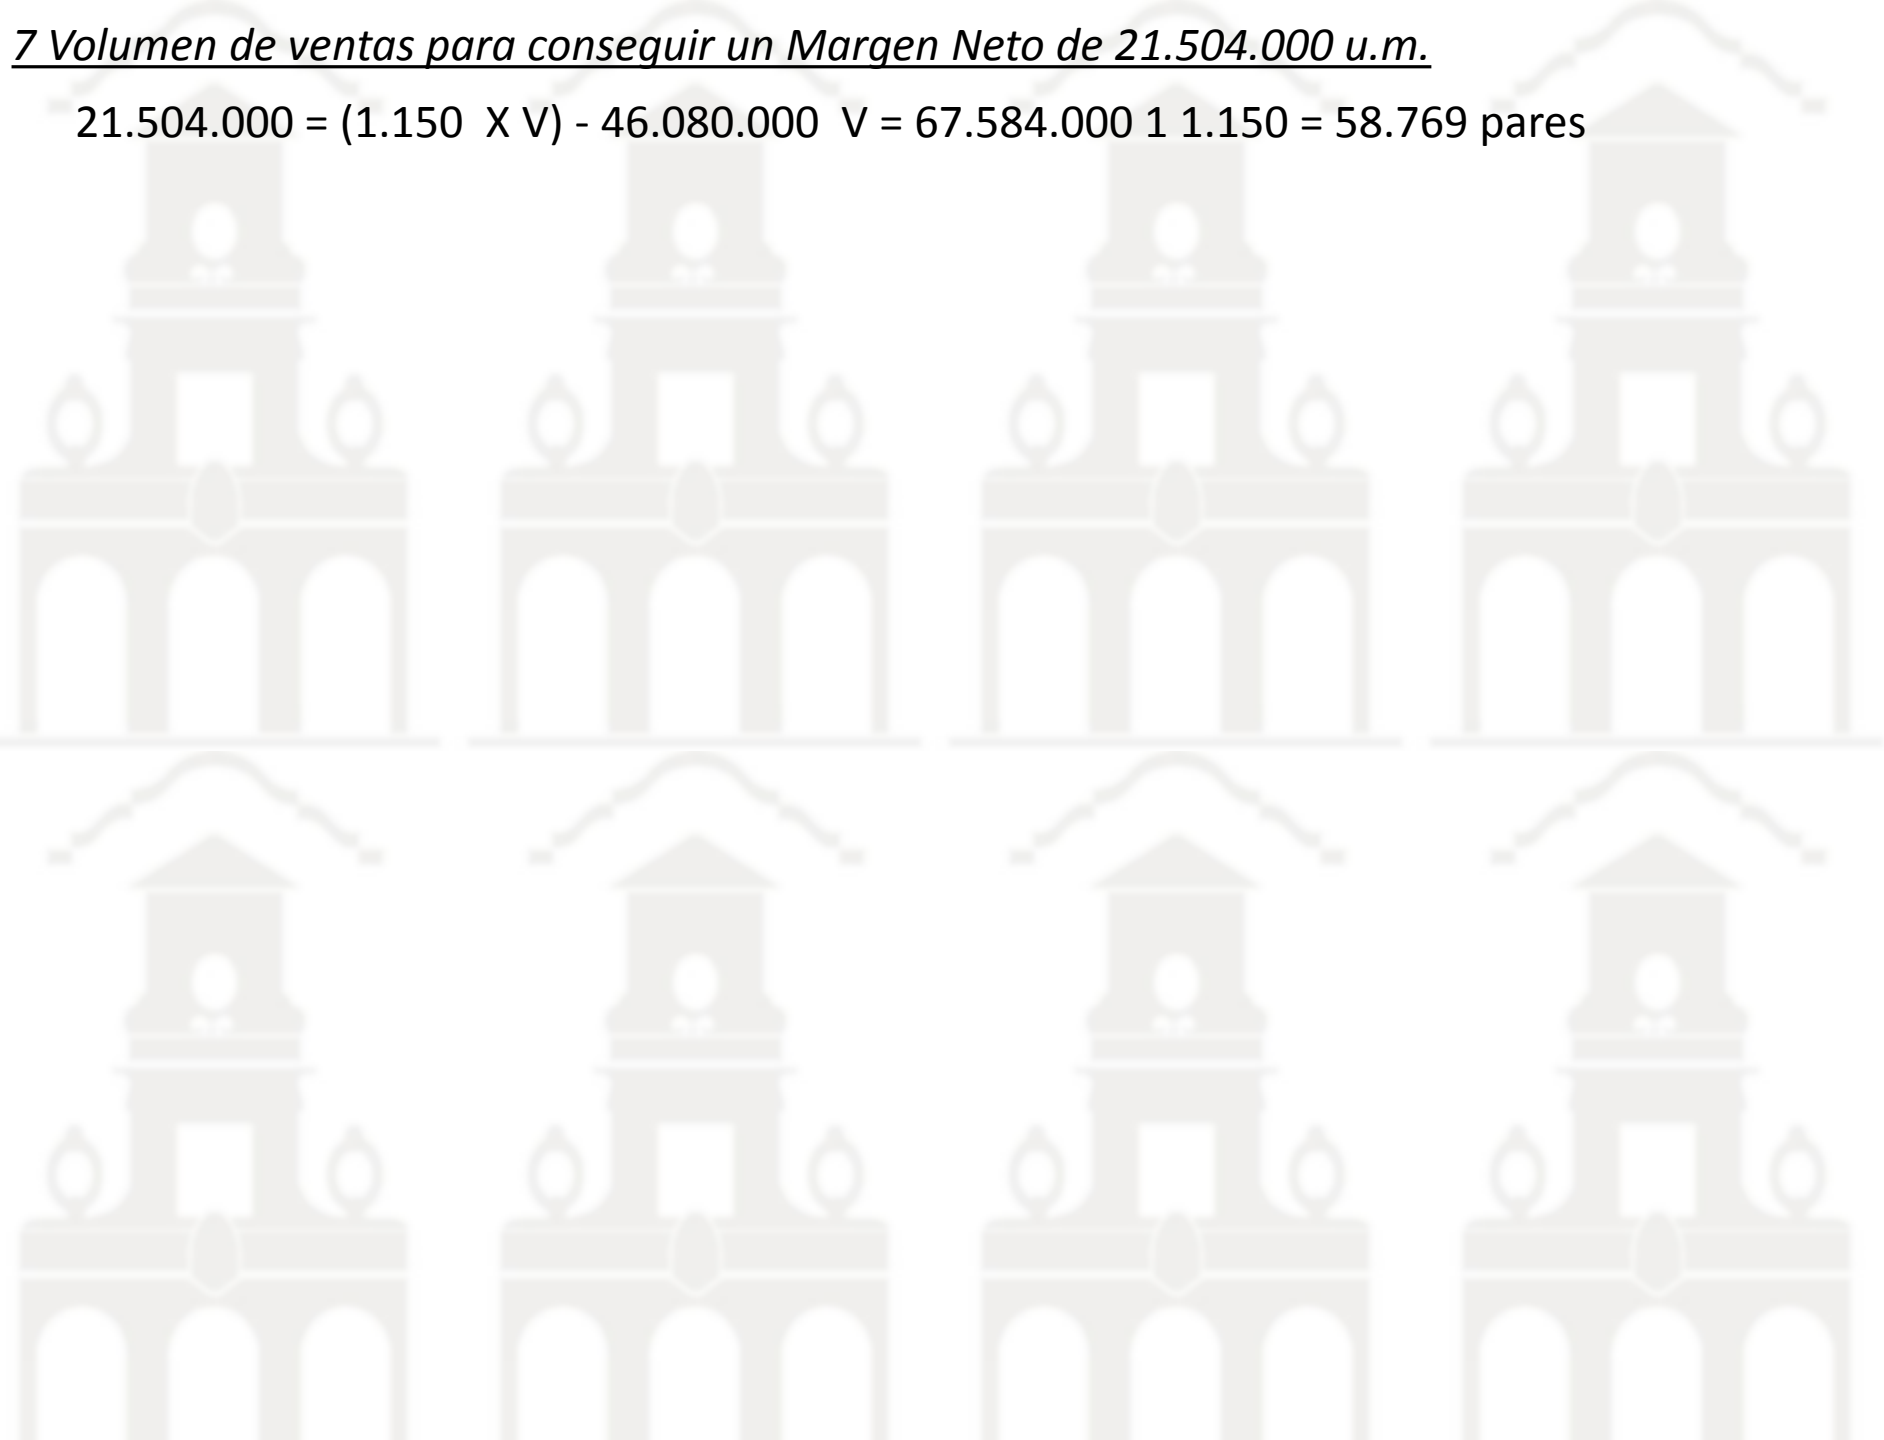 7 Volumen de ventas para conseguir un Margen Neto de 21.504.000 u.m.
21.504.000 = (1.150 X V) - 46.080.000 V = 67.584.000 1 1.150 = 58.769 pares